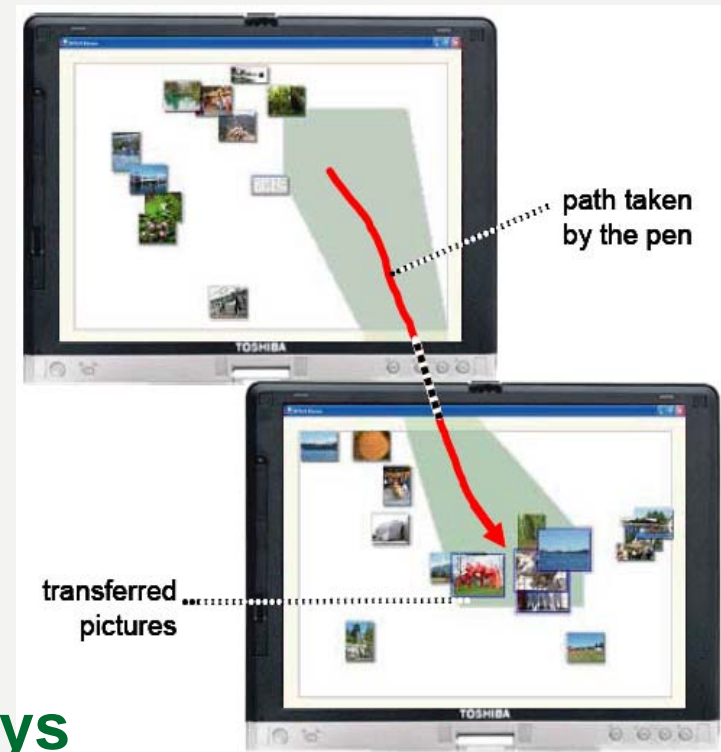 path taken
by the pen
TOSHIBA
transferred
pictures
TOSHIBA
ys